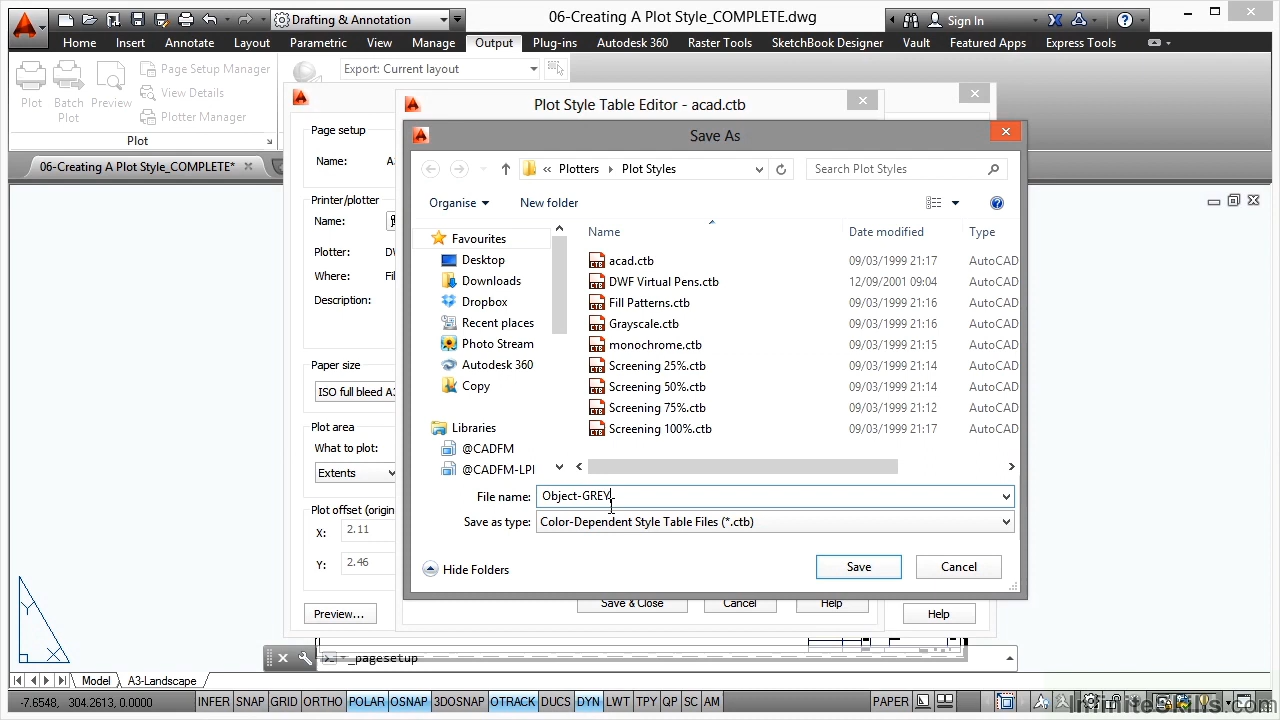 06-Creating A Plot Style_COMPLETE.dwg
Drafting & Annotation
Sign In
Home Insert Annotate Layout Parametric View Manage Output Plug-ins Autodesk 360 Raster Tools SketchBook Designer Vault Featured Apps Express Tools
Plot
Batch Plot
Preview
Page Setup Manager
View Details
Plotter Manager
Export: Current layout
Plot
06-Creating A Plot Style_COMPLETE*
Page setup
Name:
Printer/plotter
Name:
Plotter:
Where:
Description:
Paper size
ISO full bleed A3
Plot area
What to plot:
Extents
Plot offset (origin
X: 2.11
Y: 2.46
Preview...
Plot Style Table Editor - acad.ctb
Save As
« Plotters Plot Styles
Search Plot Styles
Organise New folder
Favourites
Desktop
Downloads
Dropbox
Recent places
Photo Stream
Autodesk 360
Copy
Libraries
@CADFM
@CADFM-LPI
Name Date modified Type
acad.ctb 09/03/1999 21:17 AutoCAD
DWF Virtual Pens.ctb 12/09/2001 09:04 AutoCAD
Fill Patterns.ctb 09/03/1999 21:16 AutoCAD
Grayscale.ctb 09/03/1999 21:16 AutoCAD
monochrome.ctb 09/03/1999 21:15 AutoCAD
Screening 25%.ctb 09/03/1999 21:14 AutoCAD
Screening 50%.ctb 09/03/1999 21:14 AutoCAD
Screening 75%.ctb 09/03/1999 21:12 AutoCAD
Screening 100%.ctb 09/03/1999 21:17 AutoCAD
File name: Object-GREY-
Save as type: Color-Dependent Style Table Files (*.ctb)
Hide Folders
Save Cancel
Save & Close Cancel Help
Help
_pagesetup
Y
X
Model A3-Landscape
-7.6548, 304.2613, 0.0000 INFER SNAP GRID ORTHO POLAR OSNAP 3DOSNAP OTRACK DUCS DYN LWT TPY QP SC AM PAPER
InfiniteSkills.com